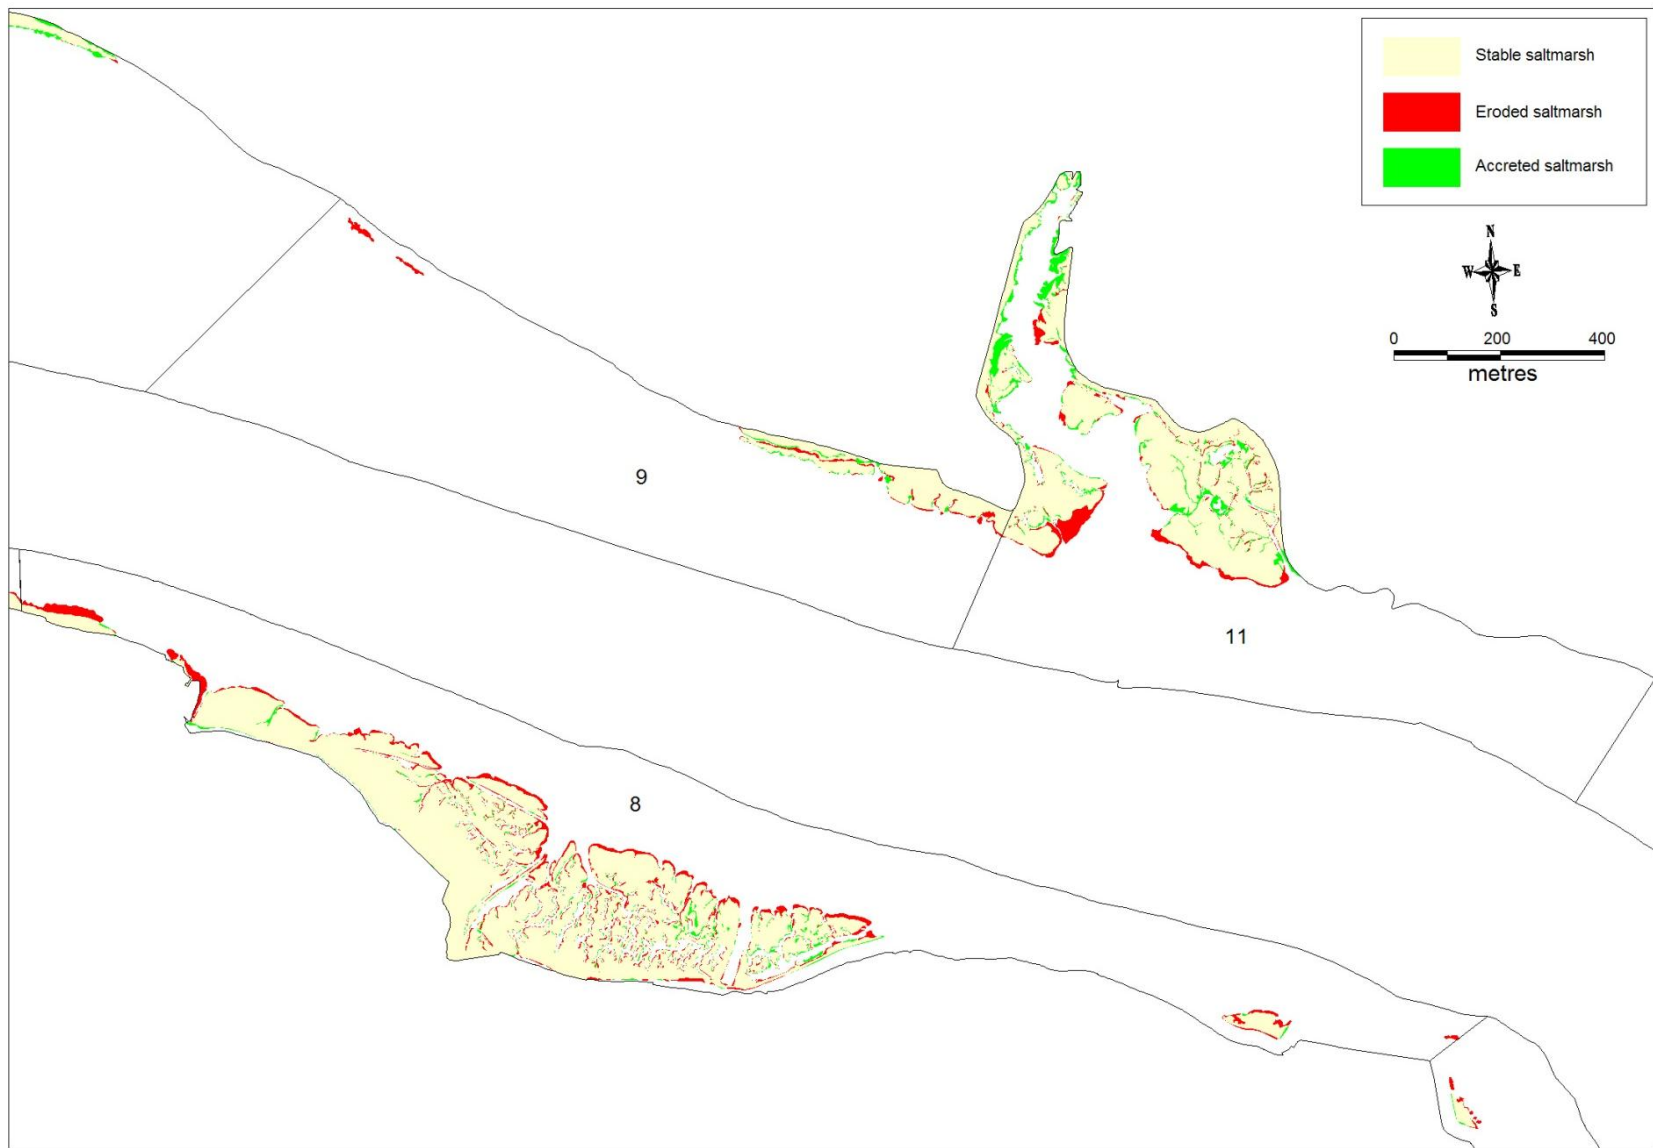 Stable saltmarsh
Eroded saltmarsh
Accreted saltmarsh
N
W E
S
0 200 400
metres
9
11
8